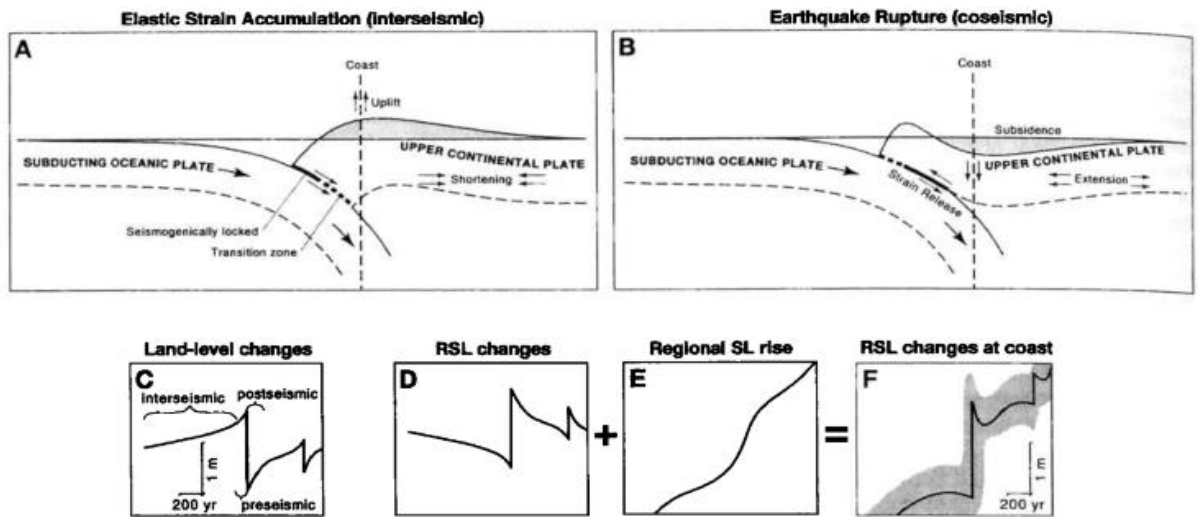 Elastic Strain Accumulation (interseismic)
A
Coast
Uplift
SUBDUCTING OCEANIC PLATE
UPPER CONTINENTAL PLATE
Shortening
Seismogenically locked
Transition zone
Earthquake Rupture (coseismic)
B
Coast
Subsidence
SUBDUCTING OCEANIC PLATE
UPPER CONTINENTAL PLATE
Strain Release
Extension
Land-level changes
C
interseismic
postseismic
1 m
200 yr
preseismic
RSL changes
D
+
Regional SL rise
E
=
RSL changes at coast
F
1 m
200 yr